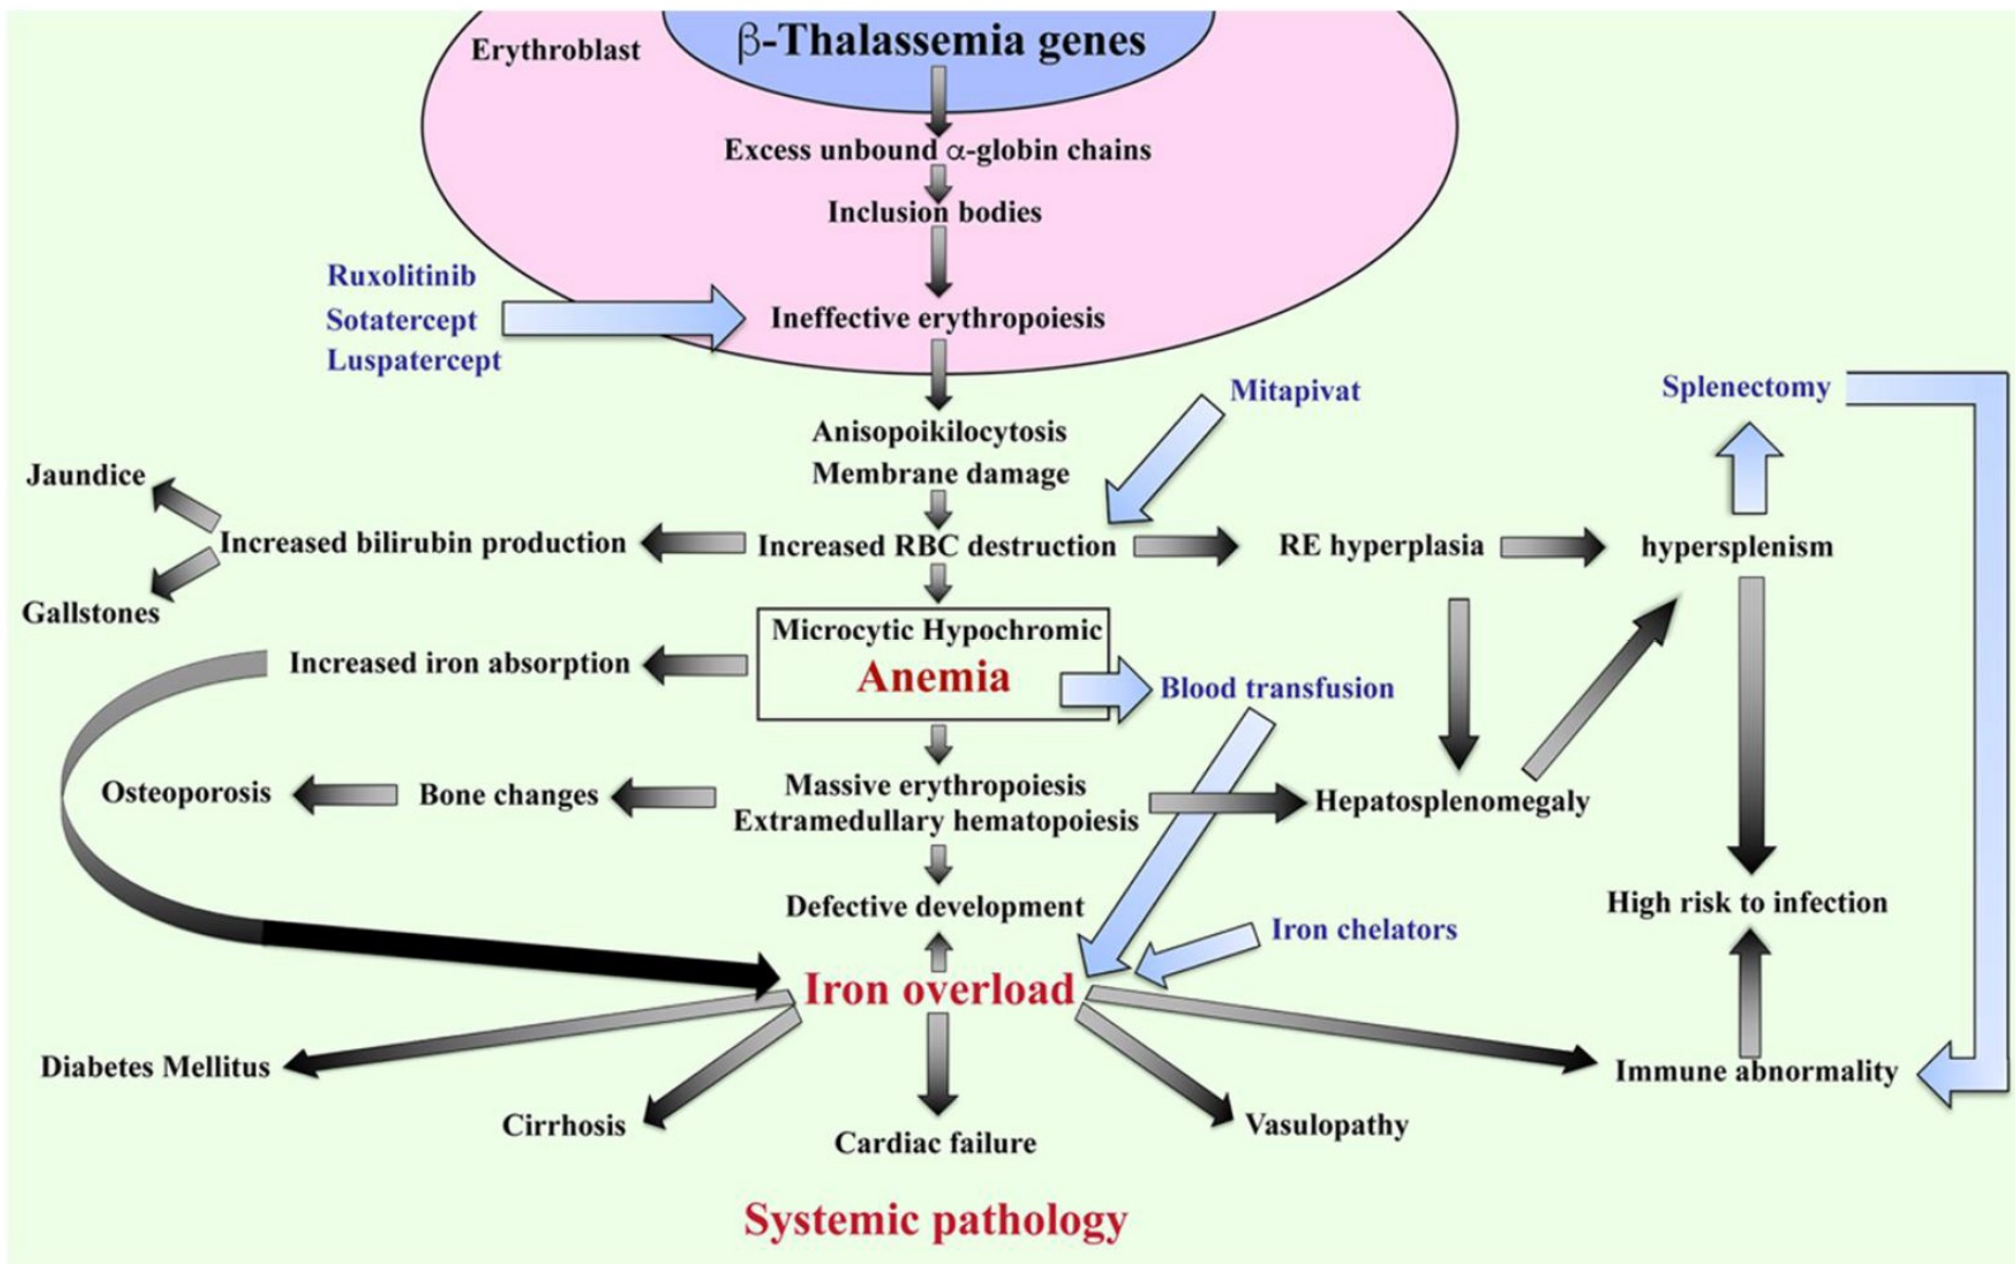 β-Thalassemia genes
Erythroblast
Excess unbound α-globin chains
Inclusion bodies
Ruxolitinib
Sotatercept
Luspatercept
Ineffective erythropoiesis
Mitapivat
Splenectomy
Anisopoikilocytosis
Membrane damage
Jaundice
Increased bilirubin production
Increased RBC destruction
RE hyperplasia
hypersplenism
Gallstones
Microcytic Hypochromic
Anemia
Increased iron absorption
Blood transfusion
Osteoporosis
Bone changes
Massive erythropoiesis
Extramedullary hematopoiesis
Hepatosplenomegaly
Defective development
High risk to infection
Iron chelators
Iron overload
Diabetes Mellitus
Immune abnormality
Cirrhosis
Cardiac failure
Vasulopathy
Systemic pathology